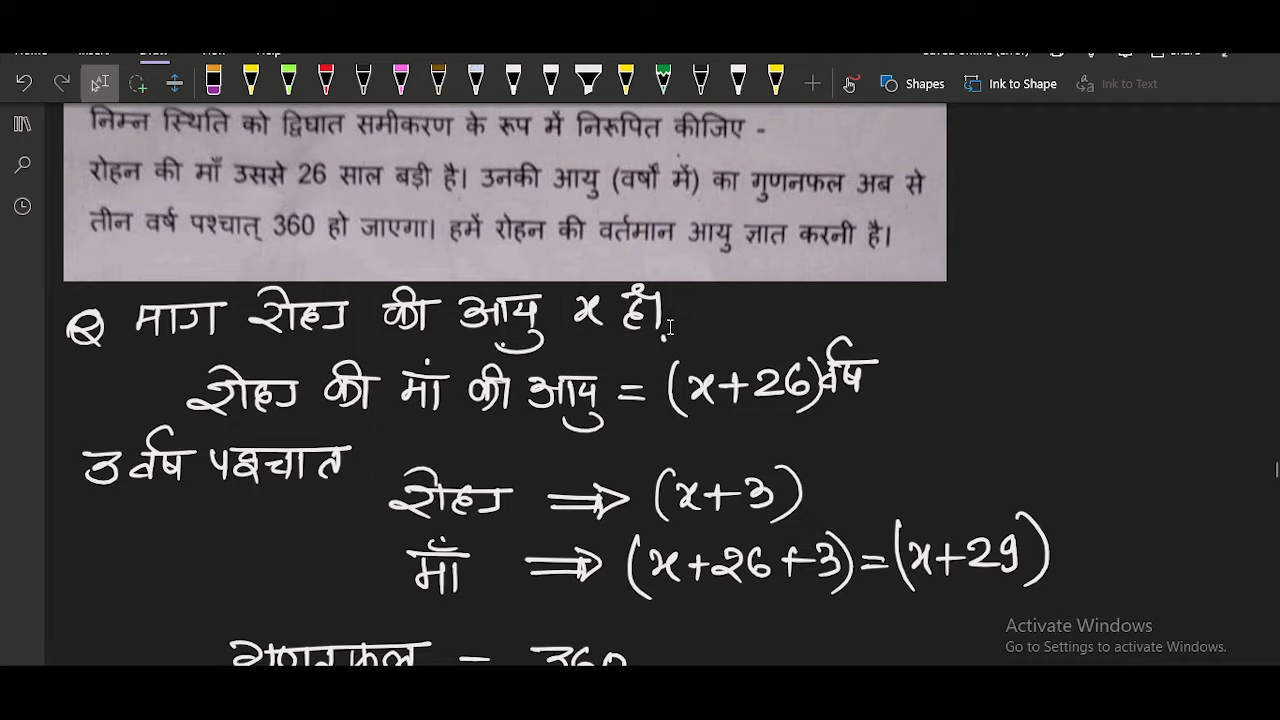 Shapes Ink to Shape Ink to Text
निम्न स्थिति को द्विघात समीकरण के रूप में निरूपित कीजिए -
रोहन की माँ उससे 26 साल बड़ी है। उनकी आयु (वर्षों में) का गुणनफल अब से
तीन वर्ष पश्चात् 360 हो जाएगा। हमें रोहन की वर्तमान आयु ज्ञात करनी है।
माना रोहन की आयु x है।
रोहन की मां की आयु = (x+26) वर्ष
3 वर्ष पश्चात
रोहन ⟹ (x+3)
माँ ⟹ (x+26+3)=(x+29)
गुणनफल = 360
Activate Windows
Go to Settings to activate Windows.